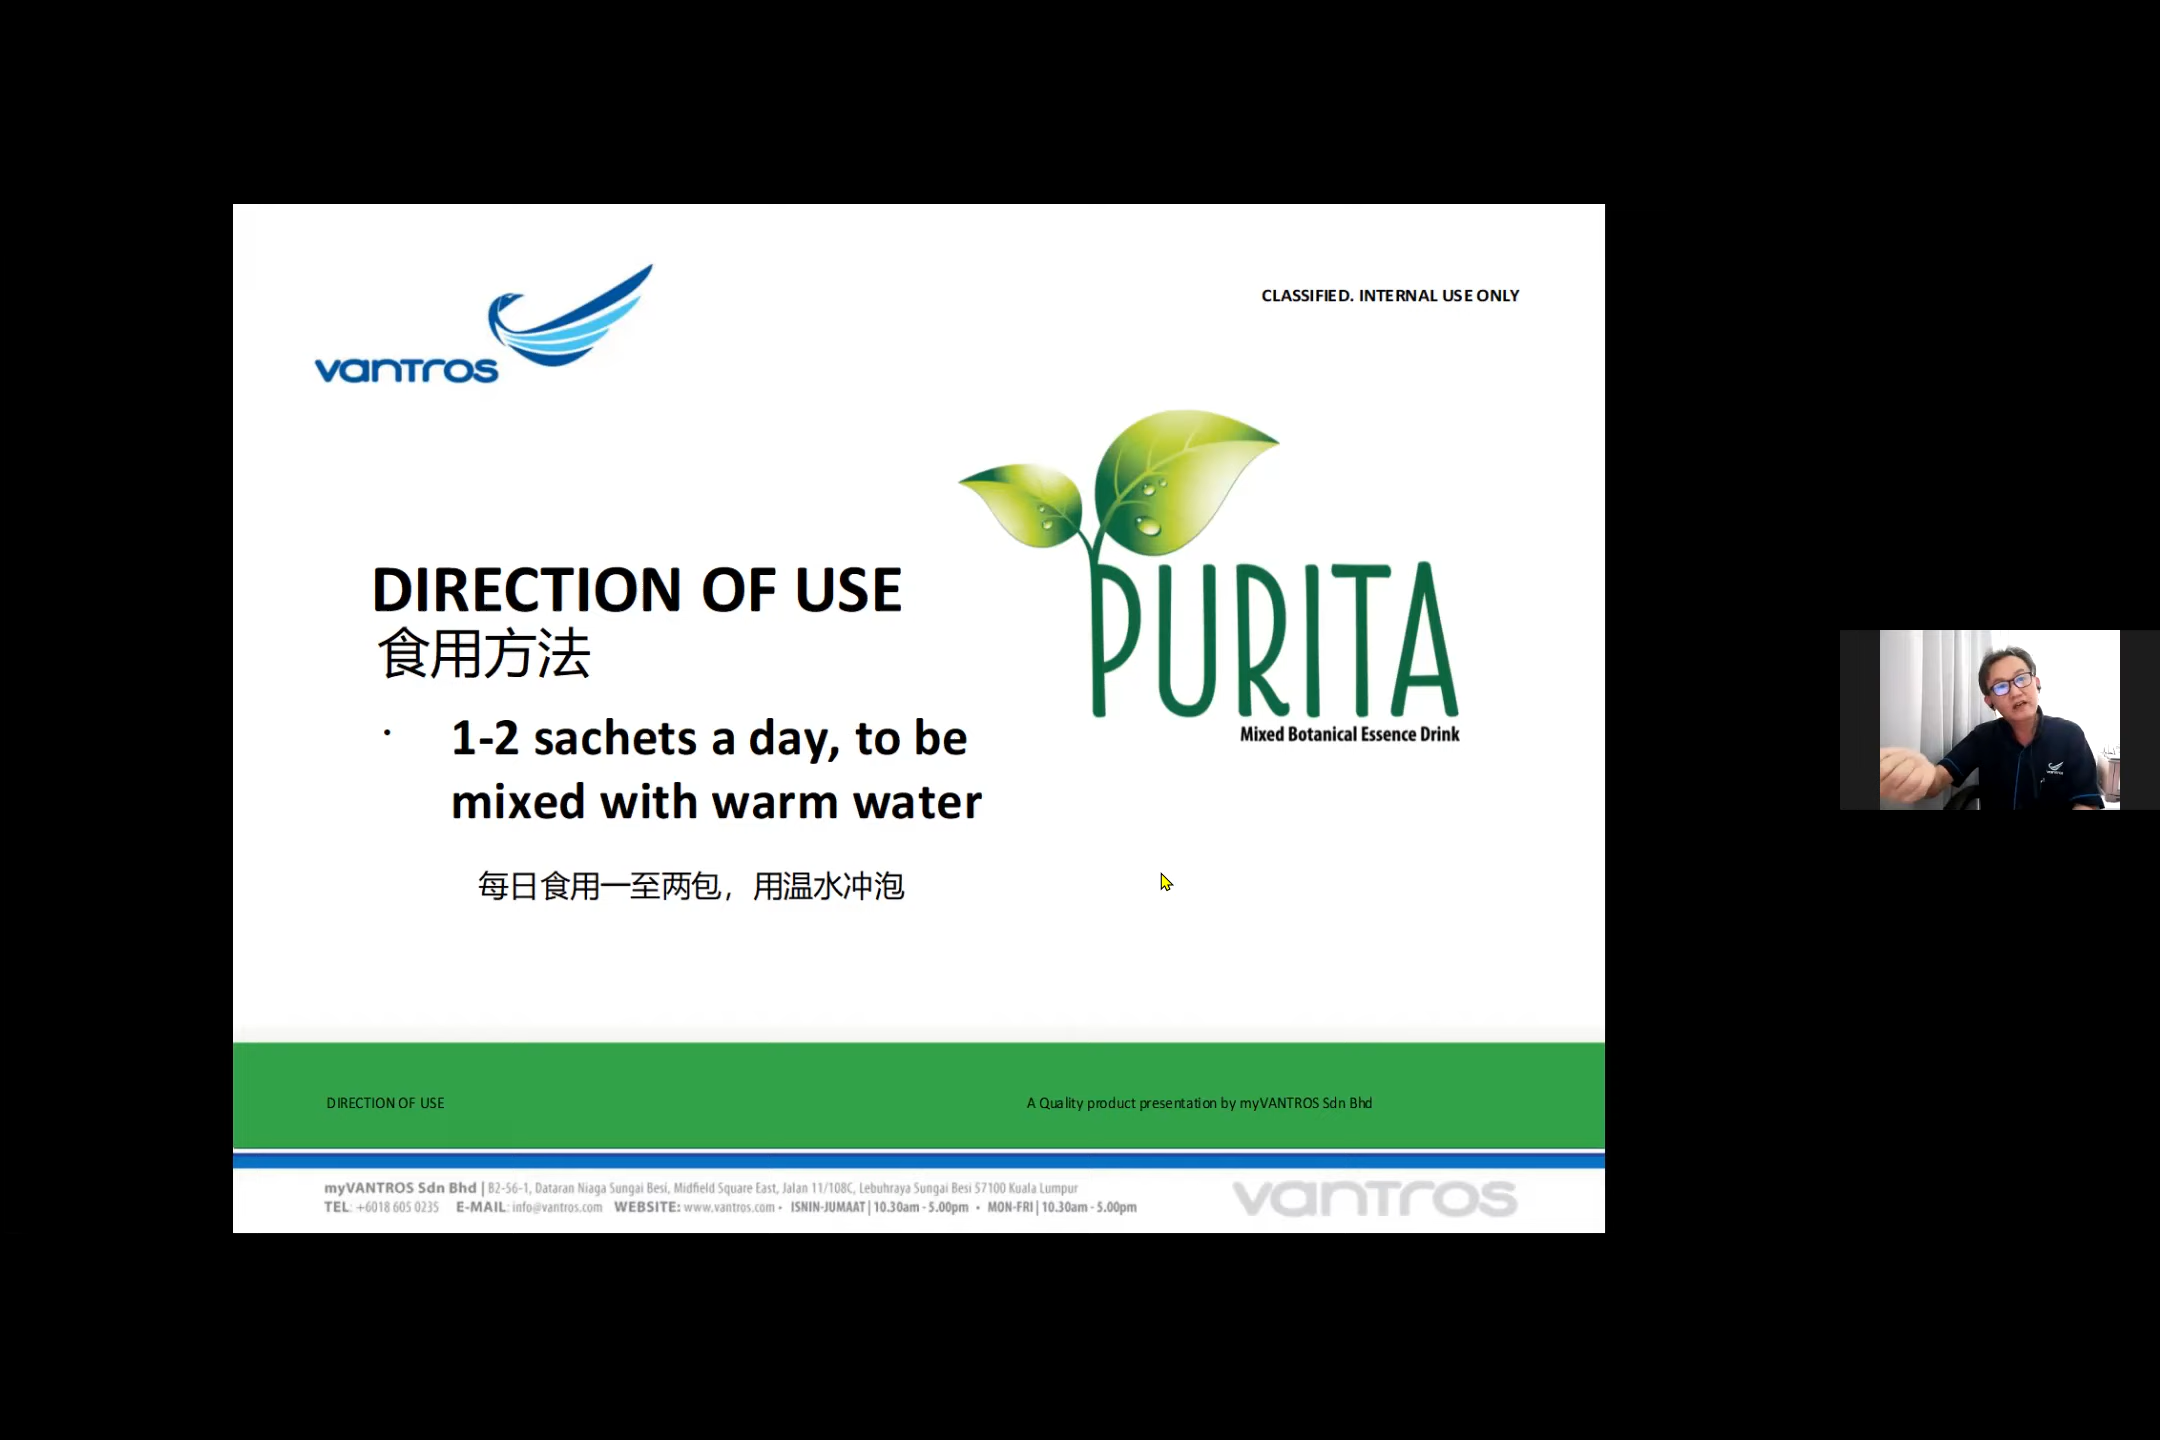 vantros
CLASSIFIED. INTERNAL USE ONLY
PURITA
Mixed Botanical Essence Drink
DIRECTION OF USE
食用方法
· 1-2 sachets a day, to be
mixed with warm water
每日食用一至两包，用温水冲泡
DIRECTION OF USE
A Quality product presentation by myVANTROS Sdn Bhd
myVANTROS Sdn Bhd | B2-56-1, Dataran Niaga Sungai Besi, Midfield Square East, Jalan 11/108C, Lebuhraya Sungai Besi 57100 Kuala Lumpur
TEL: +6018 605 0235 E-MAIL: info@vantros.com WEBSITE: www.vantros.com • ISNIN-JUMAAT | 10.30am - 5.00pm • MON-FRI | 10.30am - 5.00pm
vantros